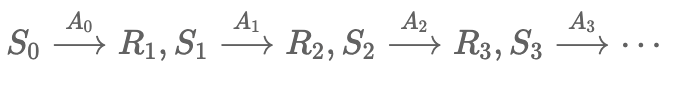 S₀ —A₀→ R₁, S₁ —A₁→ R₂, S₂ —A₂→ R₃, S₃ —A₃→ ···